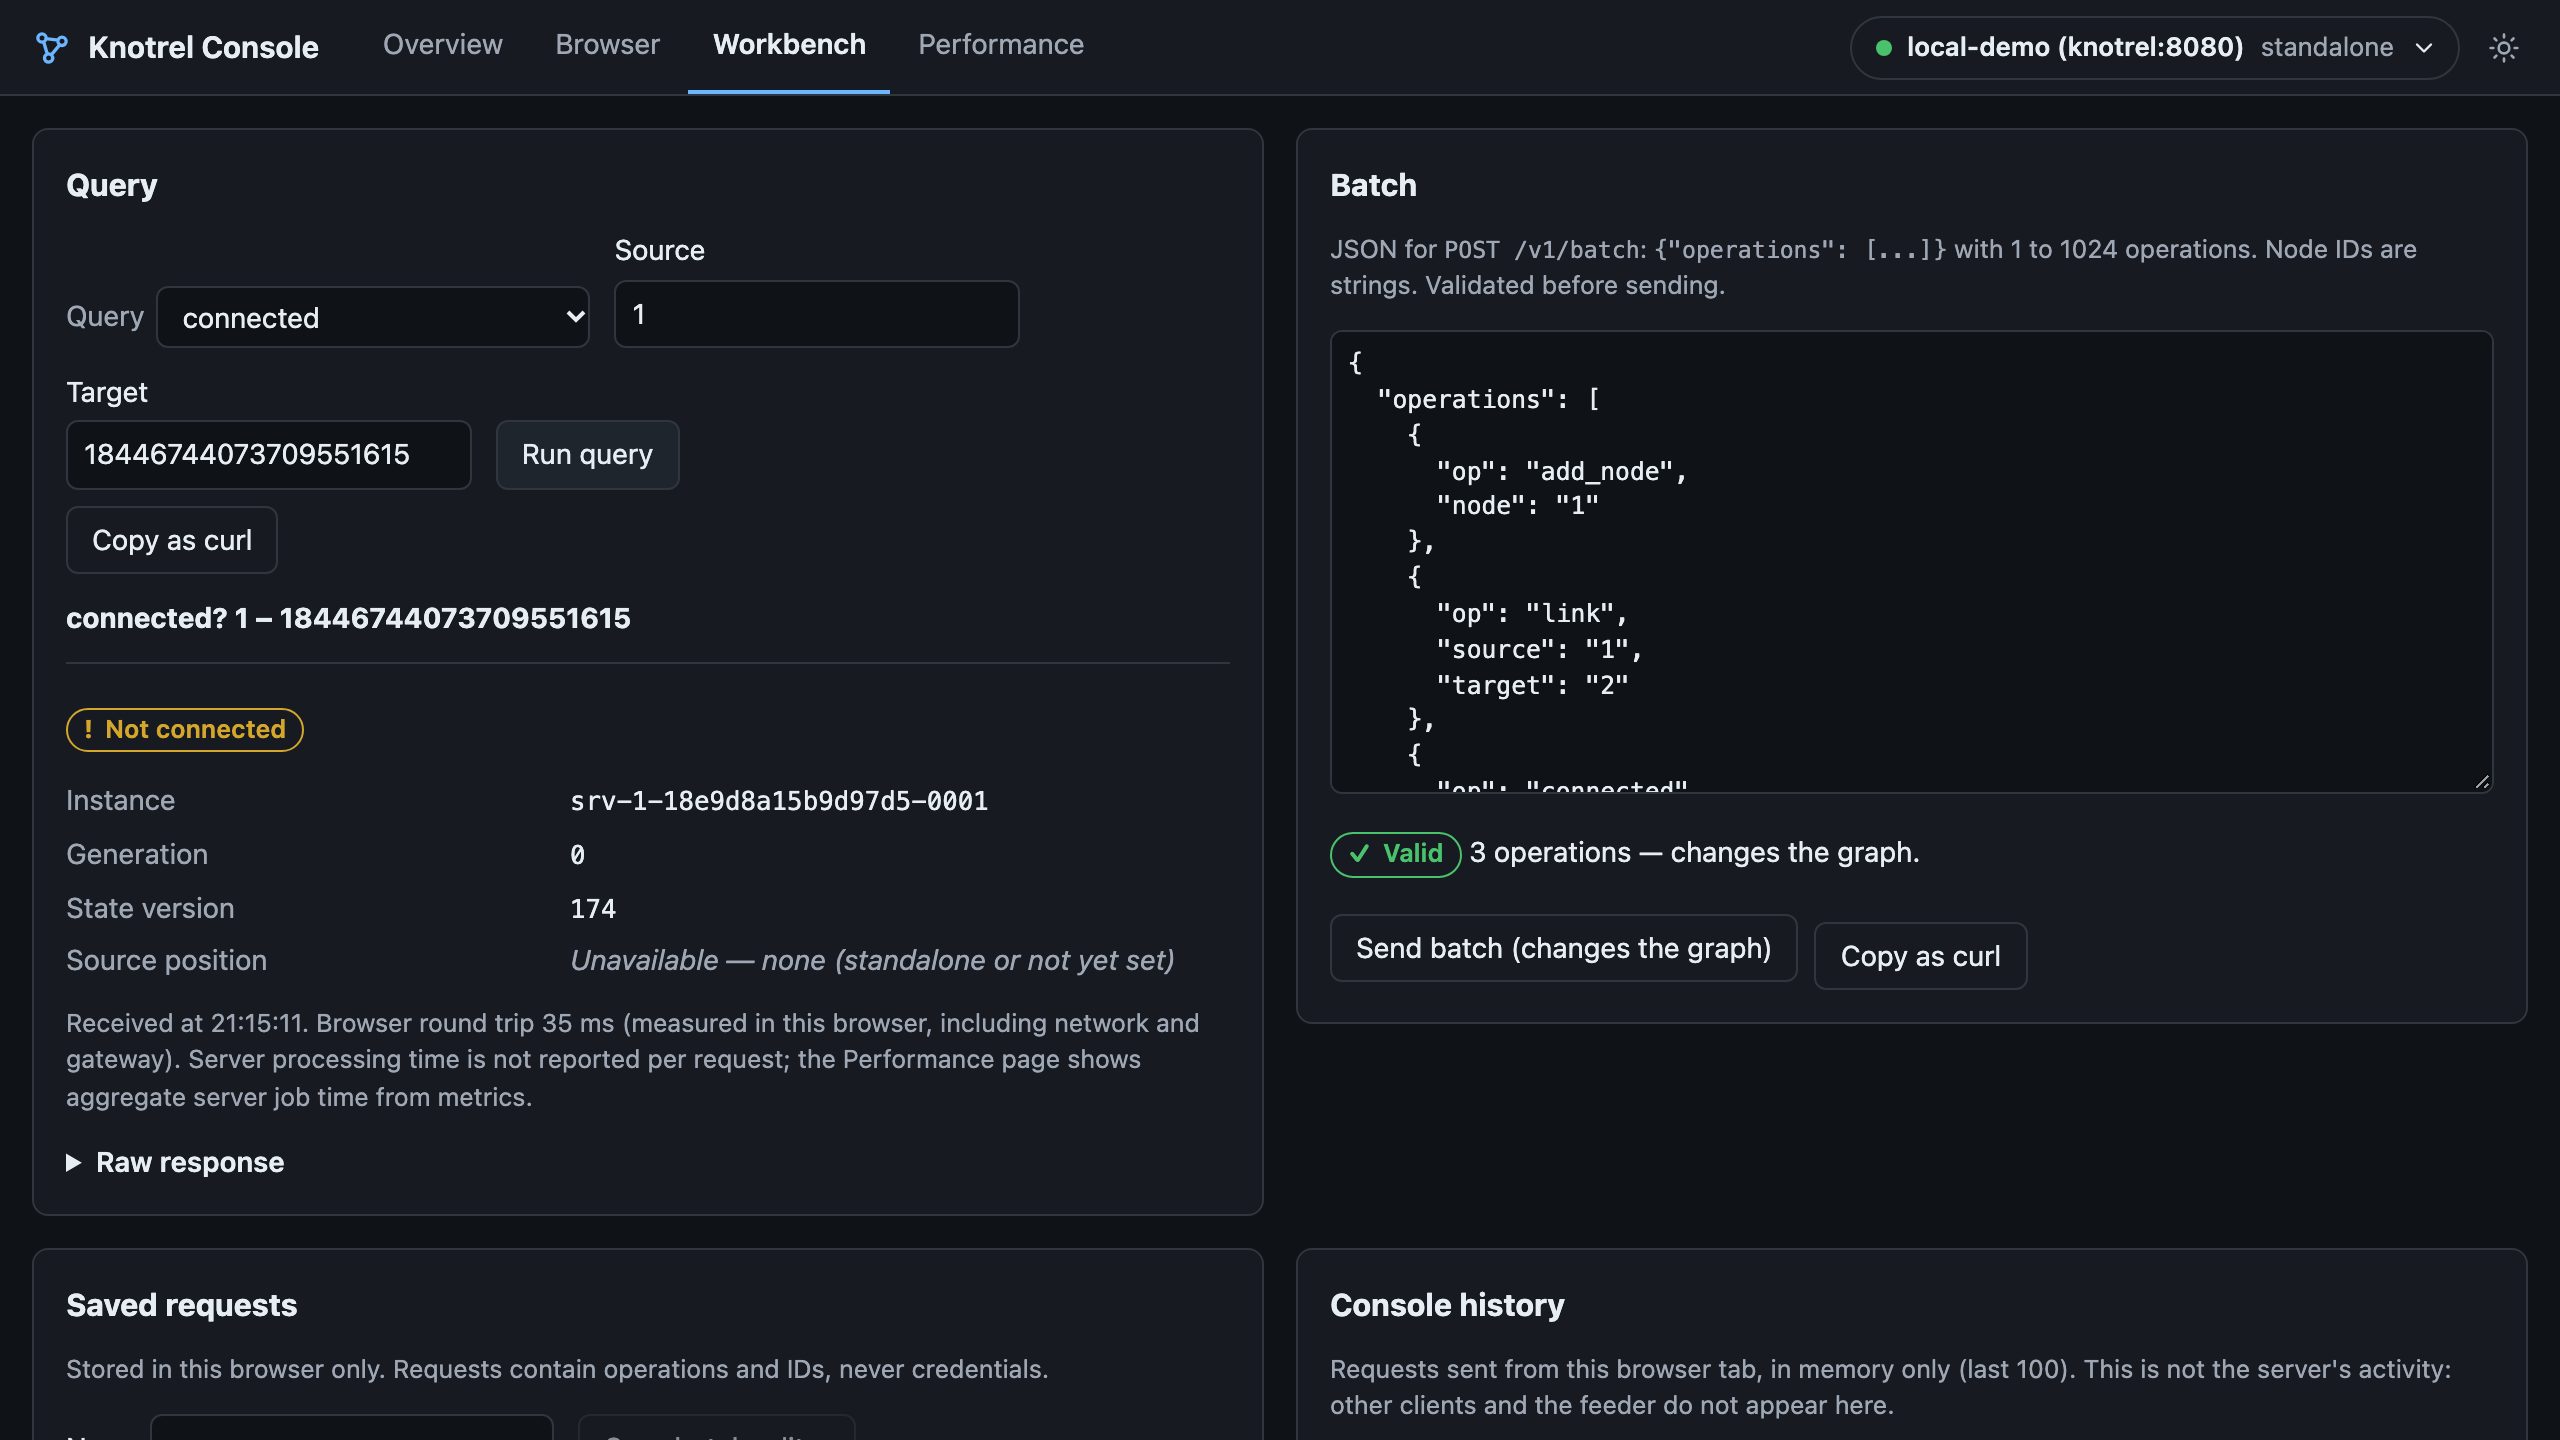 Knotrel Console
Overview
Browser
Workbench
Performance
local-demo (knotrel:8080) standalone
Query
Source
Query
connected
1
Target
18446744073709551615
Run query
Copy as curl
connected? 1 – 18446744073709551615
! Not connected
Instance srv-1-18e9d8a15b9d97d5-0001
Generation 0
State version 174
Source position Unavailable — none (standalone or not yet set)
Received at 21:15:11. Browser round trip 35 ms (measured in this browser, including network and
gateway). Server processing time is not reported per request; the Performance page shows
aggregate server job time from metrics.
Raw response
Batch
JSON for POST /v1/batch: {"operations": [...]} with 1 to 1024 operations. Node IDs are
strings. Validated before sending.
{
"operations": [
{
"op": "add_node",
"node": "1"
},
{
"op": "link",
"source": "1",
"target": "2"
},
{
"op": "connected"
✓ Valid 3 operations — changes the graph.
Send batch (changes the graph)
Copy as curl
Saved requests
Stored in this browser only. Requests contain operations and IDs, never credentials.
Console history
Requests sent from this browser tab, in memory only (last 100). This is not the server's activity:
other clients and the feeder do not appear here.